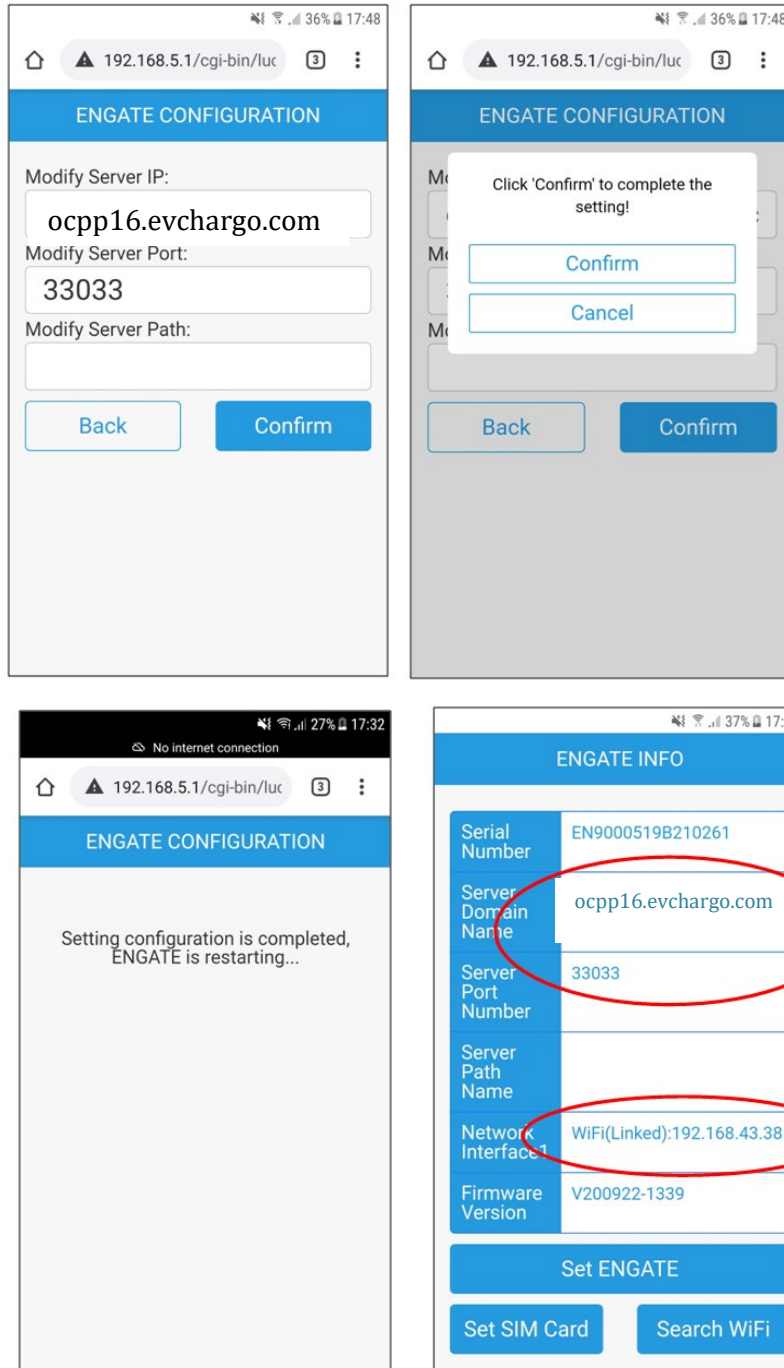 36% 17:48
192.168.5.1/cgi-bin/luc 3
ENGATE CONFIGURATION
Modify Server IP:
ocpp16.evchargo.com
Modify Server Port:
33033
Modify Server Path:
Back Confirm
36% 17:48
192.168.5.1/cgi-bin/luc 3
ENGATE CONFIGURATION
Click 'Confirm' to complete the
setting!
Confirm
Cancel
Back Confirm
27% 17:32
No internet connection
192.168.5.1/cgi-bin/luc 3
ENGATE CONFIGURATION
Setting configuration is completed,
ENGATE is restarting...
37% 17:
ENGATE INFO
Serial
Number
EN9000519B210261
Server
Domain
Name
ocpp16.evchargo.com
Server
Port
Number
33033
Server
Path
Name
Network
Interface1
WiFi(Linked):192.168.43.38
Firmware
Version
V200922-1339
Set ENGATE
Set SIM Card Search WiFi